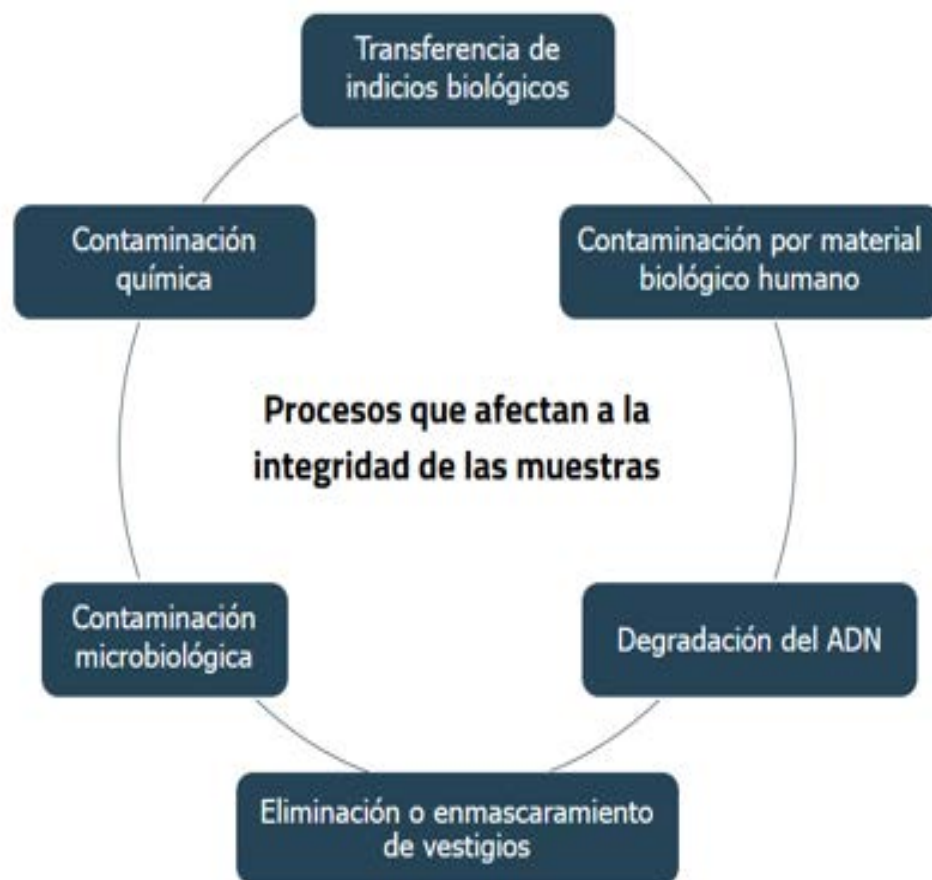 Transferencia de
indicios biológicos
Contaminación
química
Contaminación por material
biológico humano
Procesos que afectan a la
integridad de las muestras
Contaminación
microbiológica
Degradación del ADN
Eliminación o enmascaramiento
de vestigios